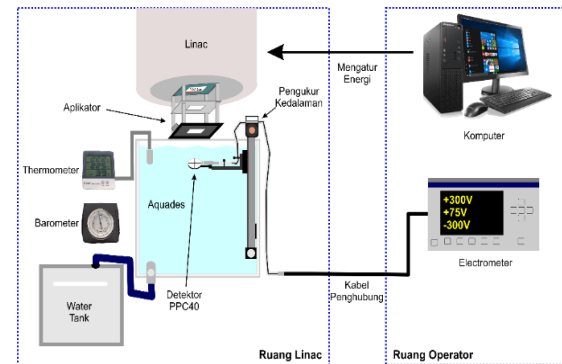 Linac
Mengatur
Energi
Komputer
Aplikator
Pengukur
Kedalaman
Thermometer
Barometer
Aquades
Detektor
PPC40
Water
Tank
Kabel
Penghubung
+300V
+75V
-300V
Electrometer
Ruang Linac
Ruang Operator